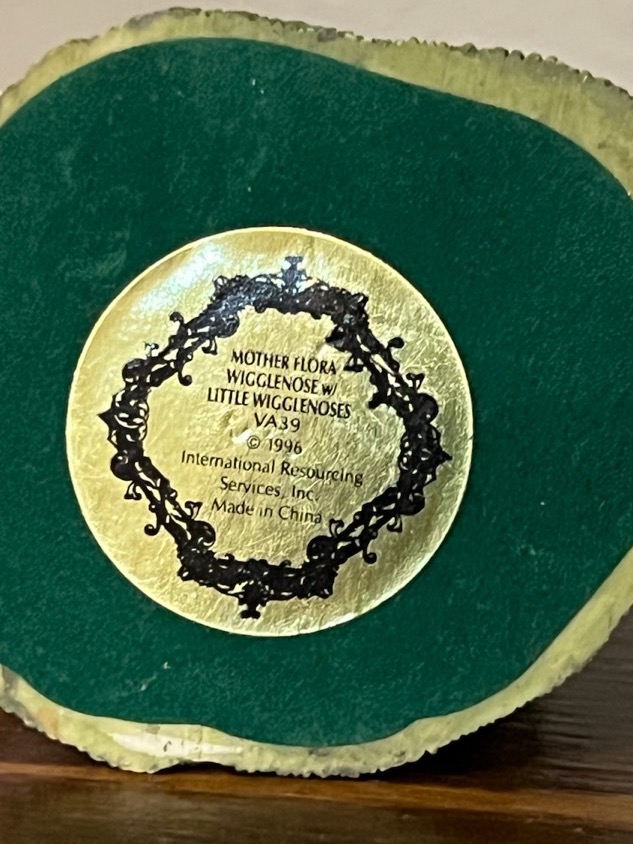 MOTHER FLORA
WIGGLENOSE w/
LITTLE WIGGLENOSES
VA39
© 1996
International Resourcing
Services, Inc.
Made in China